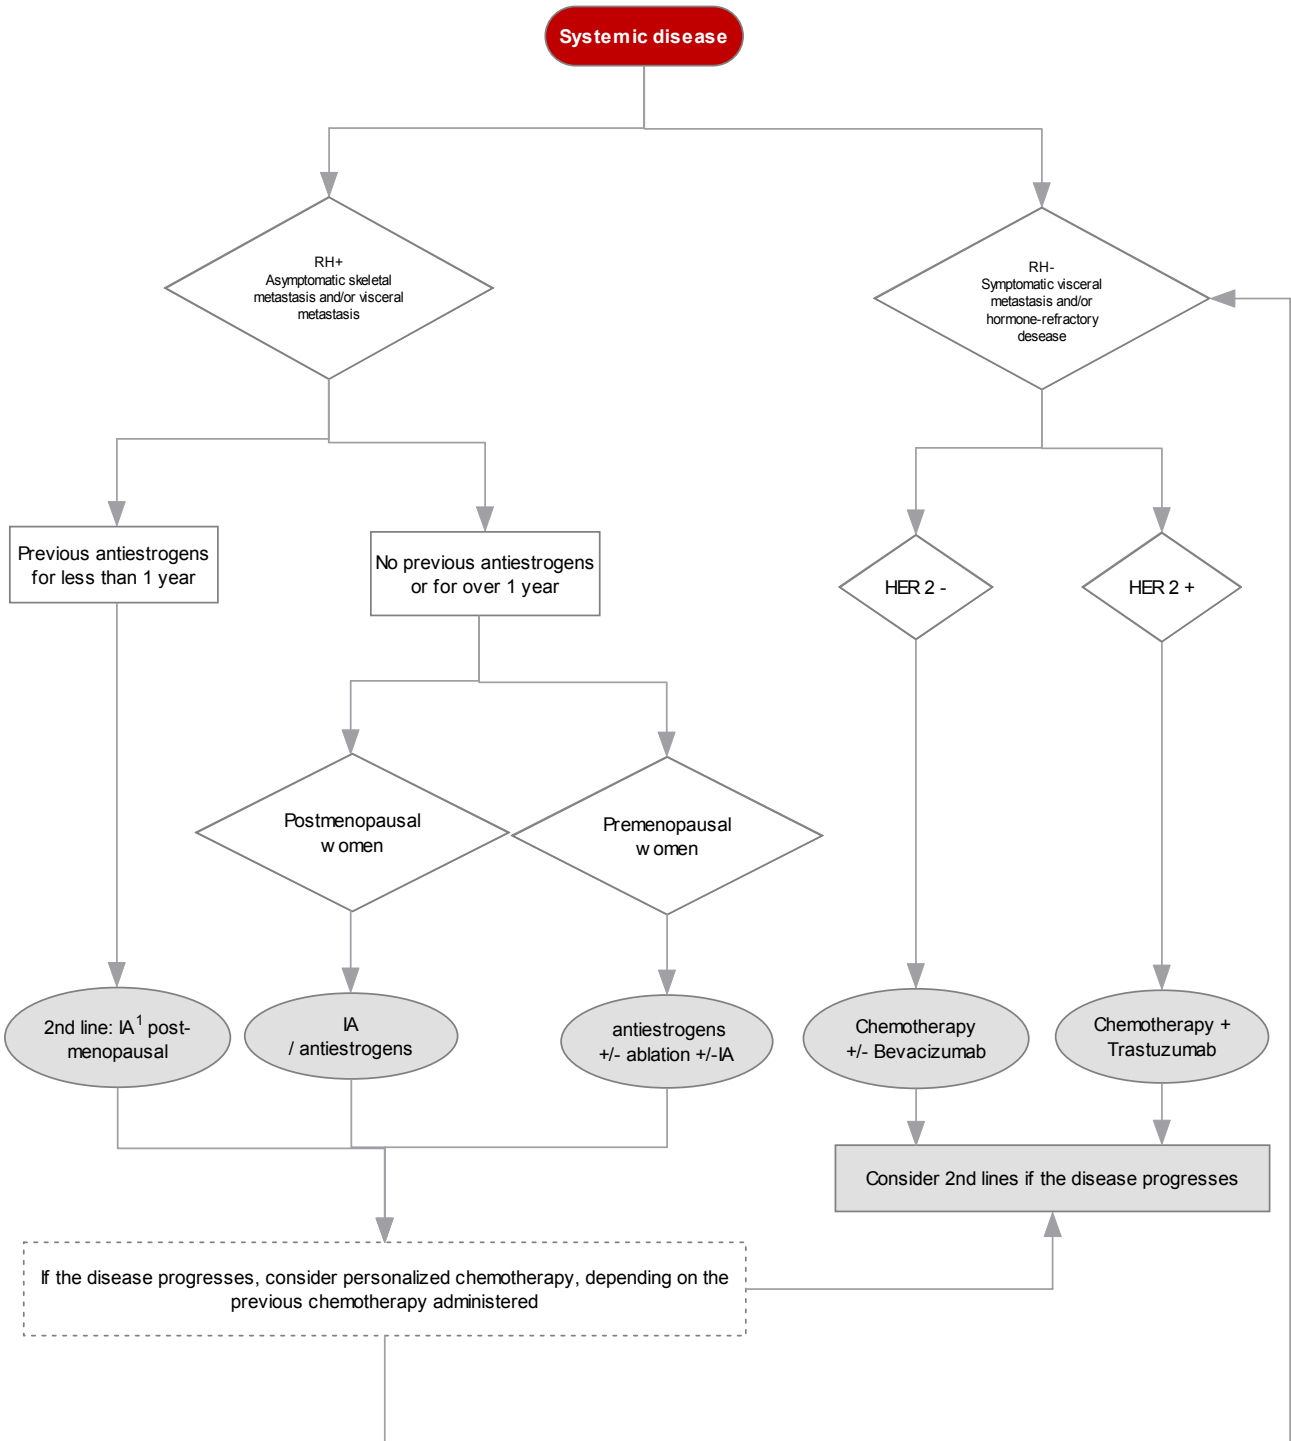 Systemic disease
RH+
Asymptomatic skeletal
metastasis and/or visceral
metastasis
RH-
Symptomatic visceral
metastasis and/or
hormone-refractory
desease
Previous antiestrogens
for less than 1 year
No previous antiestrogens
or for over 1 year
HER 2 -
HER 2 +
Postmenopausal
women
Premenopausal
women
2nd line: IA¹ post-
menopausal
IA
/ antiestrogens
antiestrogens
+/- ablation +/-IA
Chemotherapy
+/- Bevacizumab
Chemotherapy +
Trastuzumab
Consider 2nd lines if the disease progresses
If the disease progresses, consider personalized chemotherapy, depending on the
previous chemotherapy administered